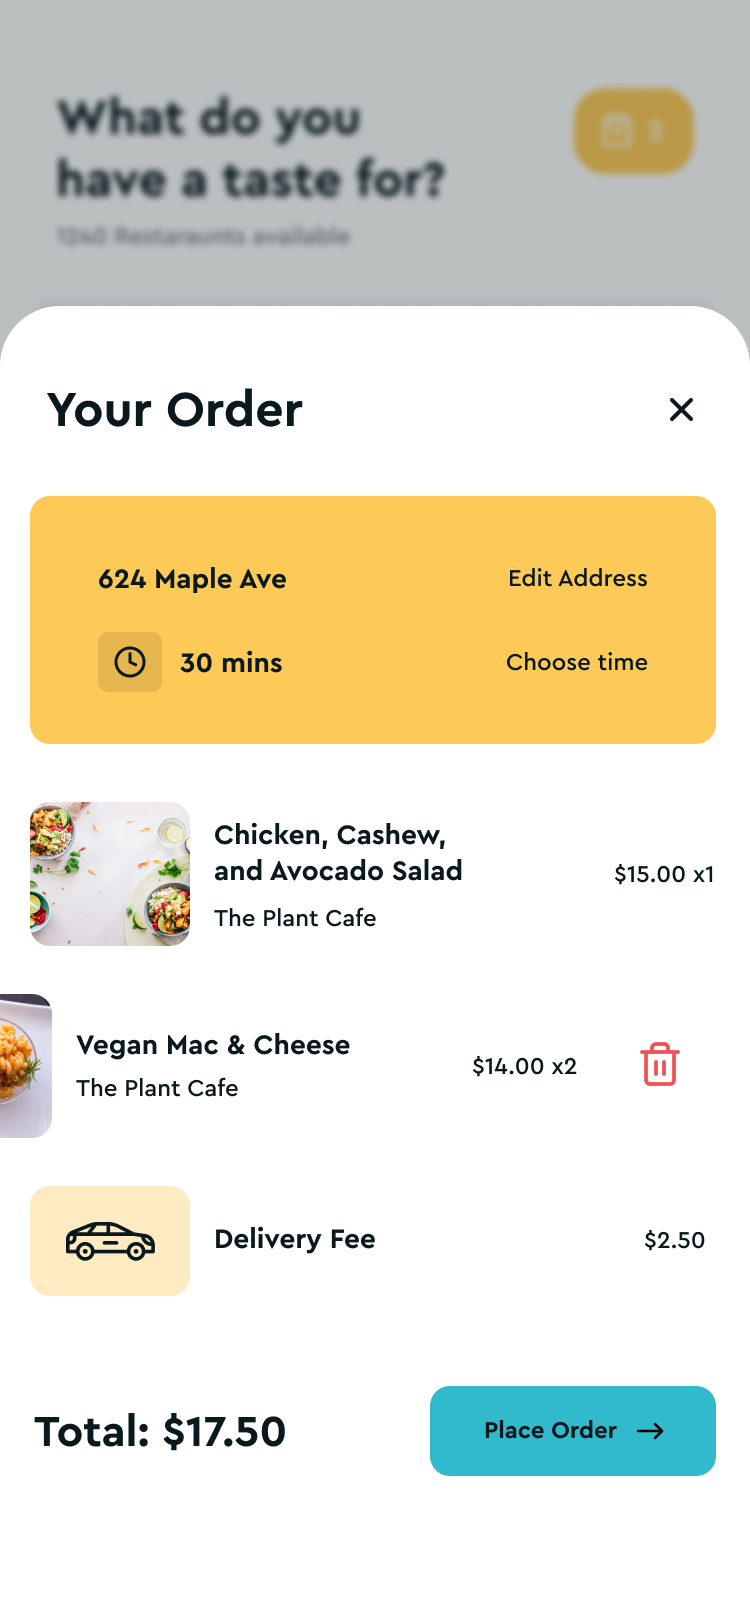 What do you
2
have a taste for?
1240 Restaraunts available
Your Order
624 Maple Ave
Edit Address
30 mins
Choose time
Chicken, Cashew,
and Avocado Salad
$15.00 x1
The Plant Cafe
Vegan Mac & Cheese
$14.00 x2
The Plant Cafe
Delivery Fee
$2.50
Total: $17.50
Place Order